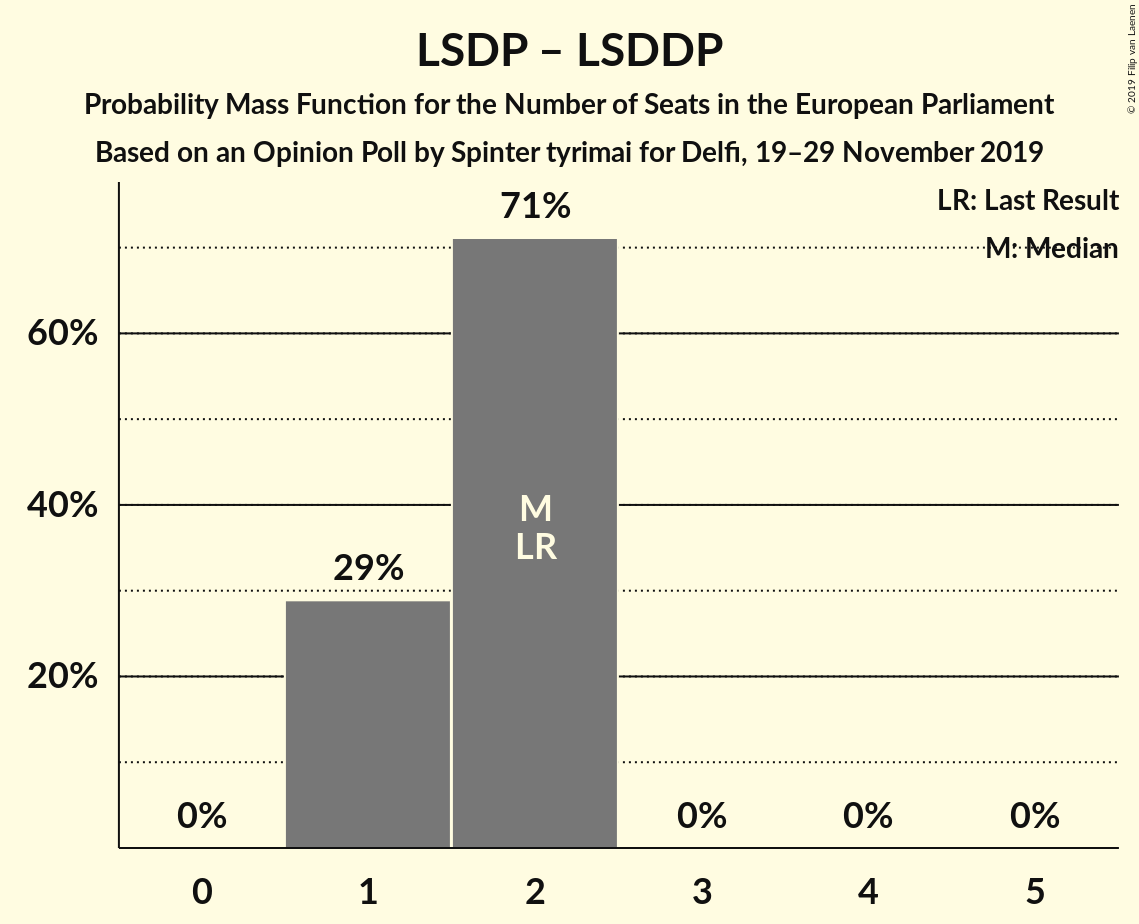 LSDP – LSDDP
Probability Mass Function for the Number of Seats in the European Parliament
Based on an Opinion Poll by Spinter tyrimai for Delfi, 19–29 November 2019
© 2019 Filip van Laenen
LR: Last Result
M: Median
71%
60%
40%
20%
29%
M
LR
0%
0%
0%
0%
0
1
2
3
4
5